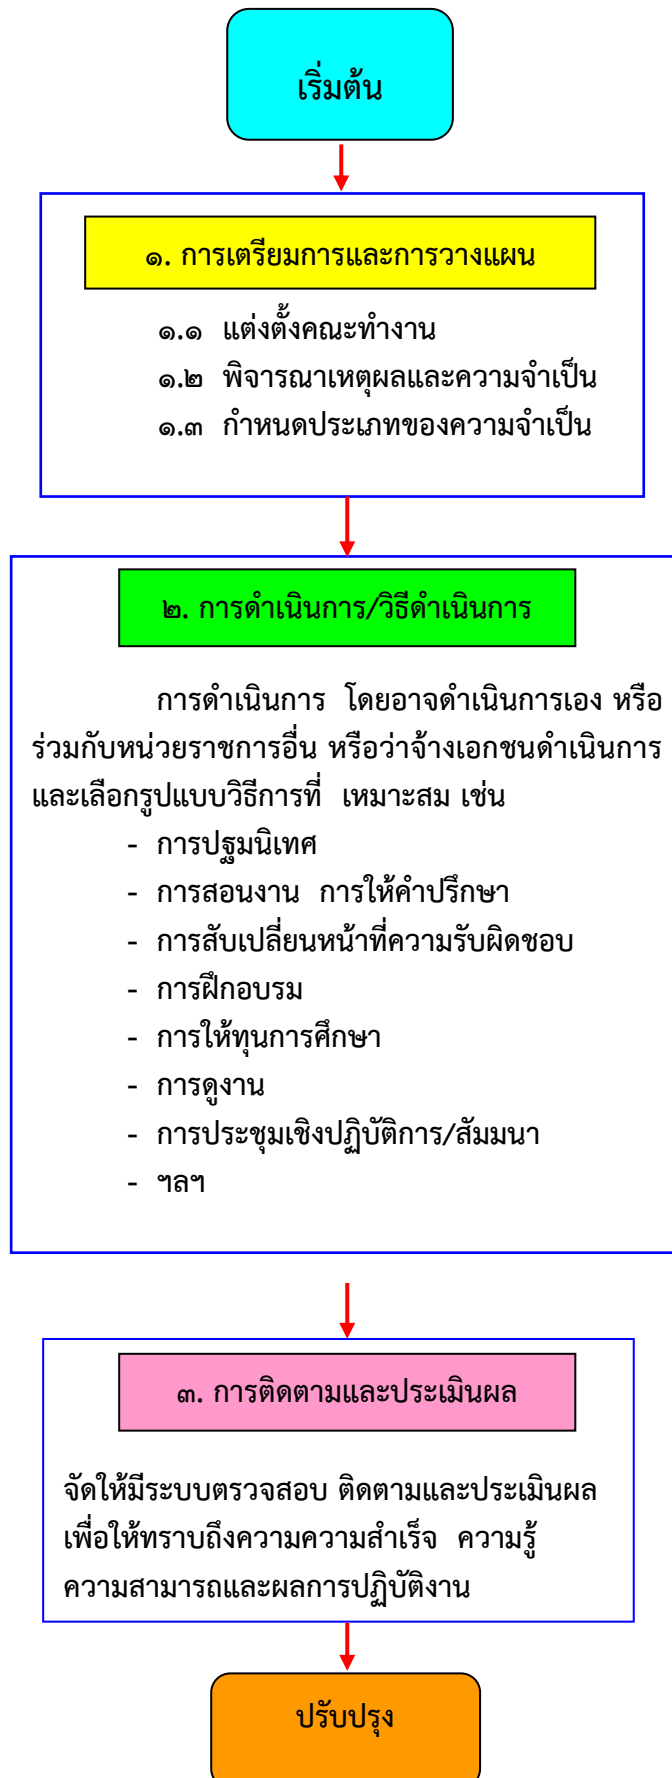 เริ่มต้น
๑. การเตรียมการและการวางแผน
๑.๑ แต่งตั้งคณะทำงาน
๑.๒ พิจารณาเหตุผลและความจำเป็น
๑.๓ กำหนดประเภทของความจำเป็น
๒. การดำเนินการ/วิธีดำเนินการ
การดำเนินการ โดยอาจดำเนินการเอง หรือ
ร่วมกับหน่วยราชการอื่น หรือว่าจ้างเอกชนดำเนินการ
และเลือกรูปแบบวิธีการที่ เหมาะสม เช่น
- การปฐมนิเทศ
- การสอนงาน การให้คำปรึกษา
- การสับเปลี่ยนหน้าที่ความรับผิดชอบ
- การฝึกอบรม
- การให้ทุนการศึกษา
- การดูงาน
- การประชุมเชิงปฏิบัติการ/สัมมนา
- ฯลฯ
๓. การติดตามและประเมินผล
จัดให้มีระบบตรวจสอบ ติดตามและประเมินผล
เพื่อให้ทราบถึงความความสำเร็จ ความรู้
ความสามารถและผลการปฏิบัติงาน
ปรับปรุง